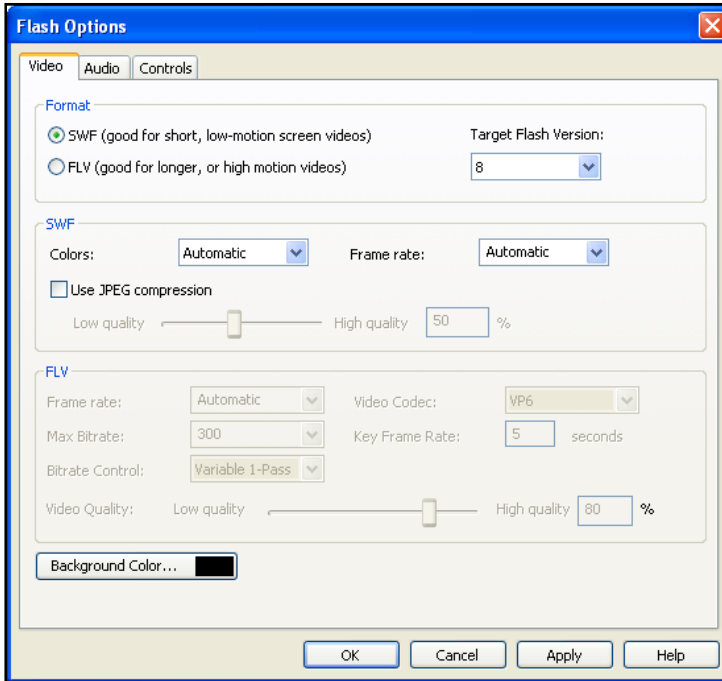 Flash Options
Video Audio Controls
Format
SWF (good for short, low-motion screen videos) Target Flash Version:
FLV (good for longer, or high motion videos) 8
SWF
Colors: Automatic Frame rate: Automatic
Use JPEG compression
Low quality High quality 50 %
FLV
Frame rate: Automatic Video Codec: VP6
Max Bitrate: 300 Key Frame Rate: 5 seconds
Bitrate Control: Variable 1-Pass
Video Quality: Low quality High quality 80 %
Background Color...
OK Cancel Apply Help